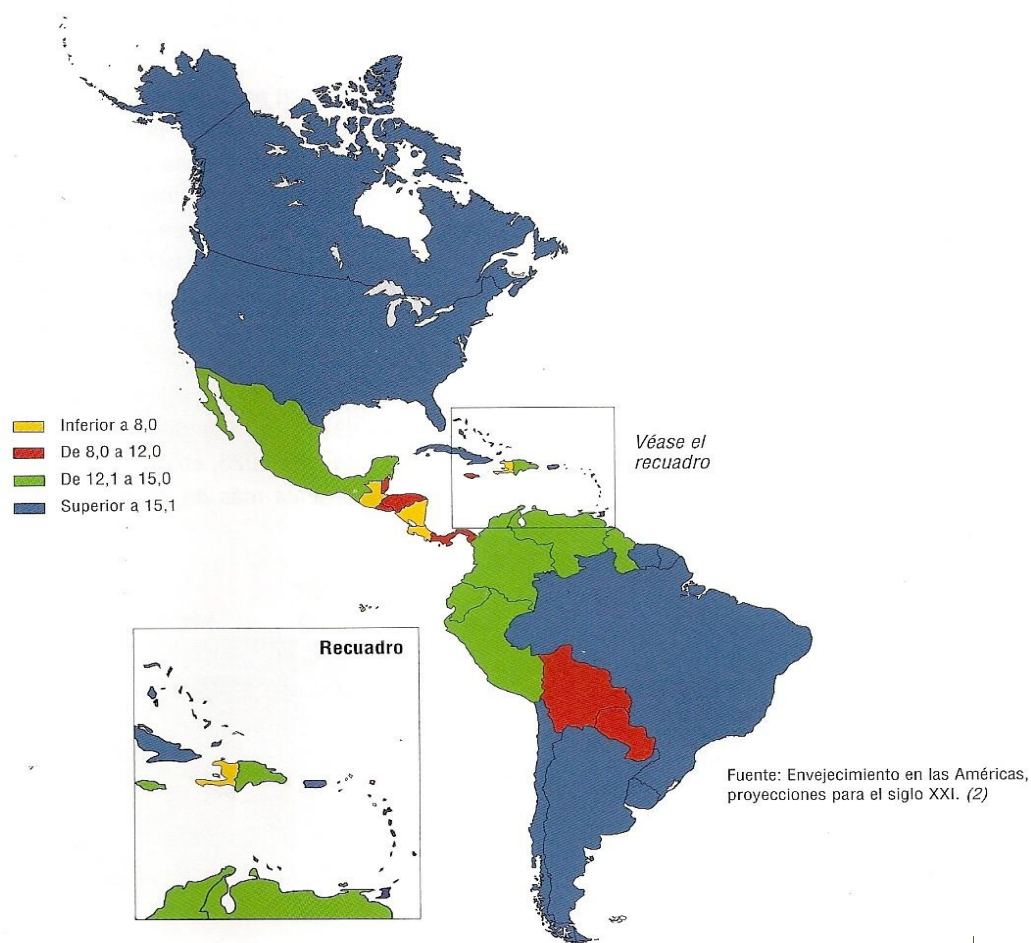 Inferior a 8,0
De 8,0 a 12,0
De 12,1 a 15,0
Superior a 15,1
Véase el
recuadro
Recuadro
Fuente: Envejecimiento en las Américas,
proyecciones para el siglo XXI. (2)